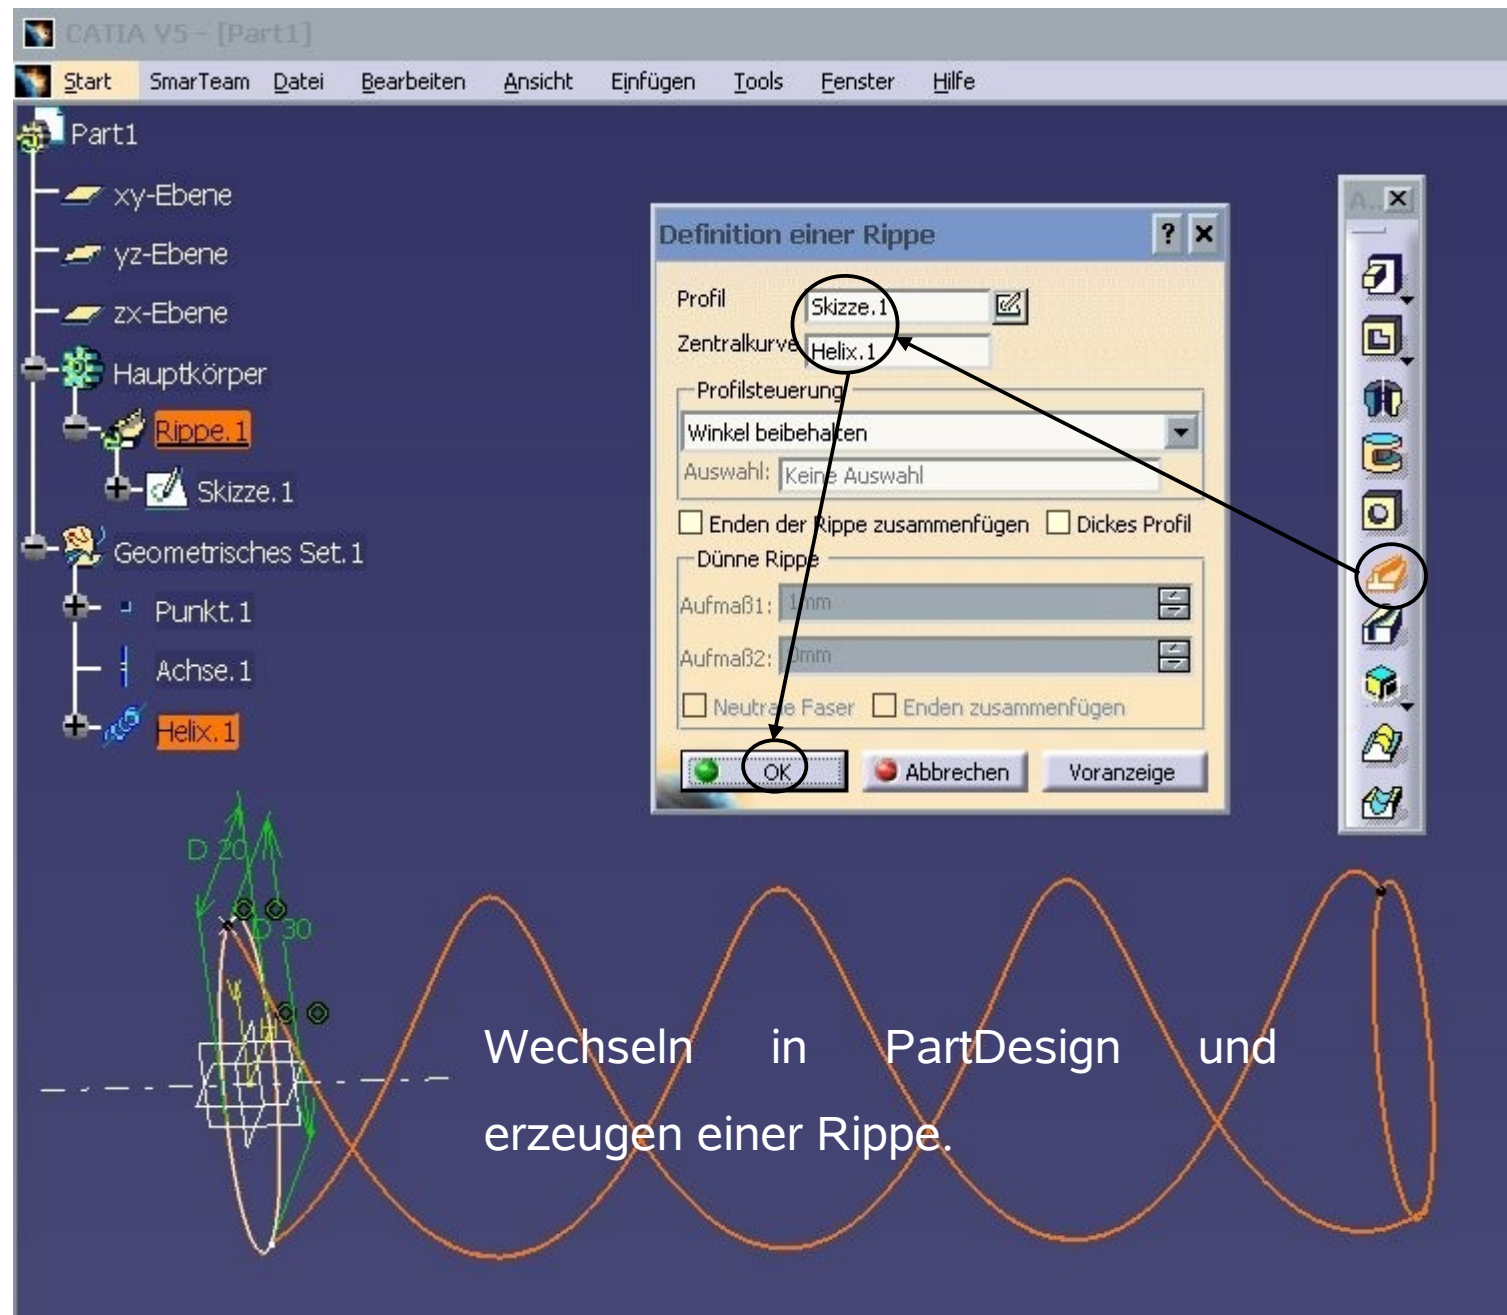 CATIA V5 - [Part1]
Start SmarTeam Datei Bearbeiten Ansicht Einfügen Tools Fenster Hilfe
Part1
xy-Ebene
yz-Ebene
zx-Ebene
Hauptkörper
Rippe.1
Skizze.1
Geometrisches Set.1
Punkt.1
Achse.1
Helix.1
Definition einer Rippe ? x
Profil Skizze.1
Zentralkurve Helix.1
Profilsteuerung
Winkel beibehalten
Auswahl: Keine Auswahl
Enden der Rippe zusammenfügen Dickes Profil
Dünne Rippe
Aufmaß1: 1mm
Aufmaß2: 0mm
Neutrale Faser Enden zusammenfügen
OK Abbrechen Voranzeige
A... x
D 20
D 30
V
H
Wechseln in PartDesign und
erzeugen einer Rippe.